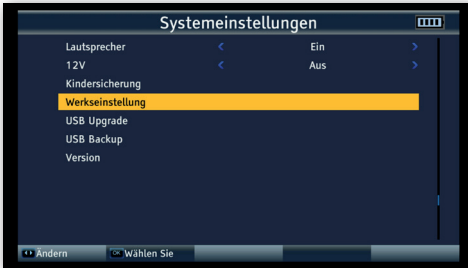 Systemeinstellungen
Lautsprecher Ein
12V Aus
Kindersicherung
Werkseinstellung
USB Upgrade
USB Backup
Version
Ändern OK Wählen Sie